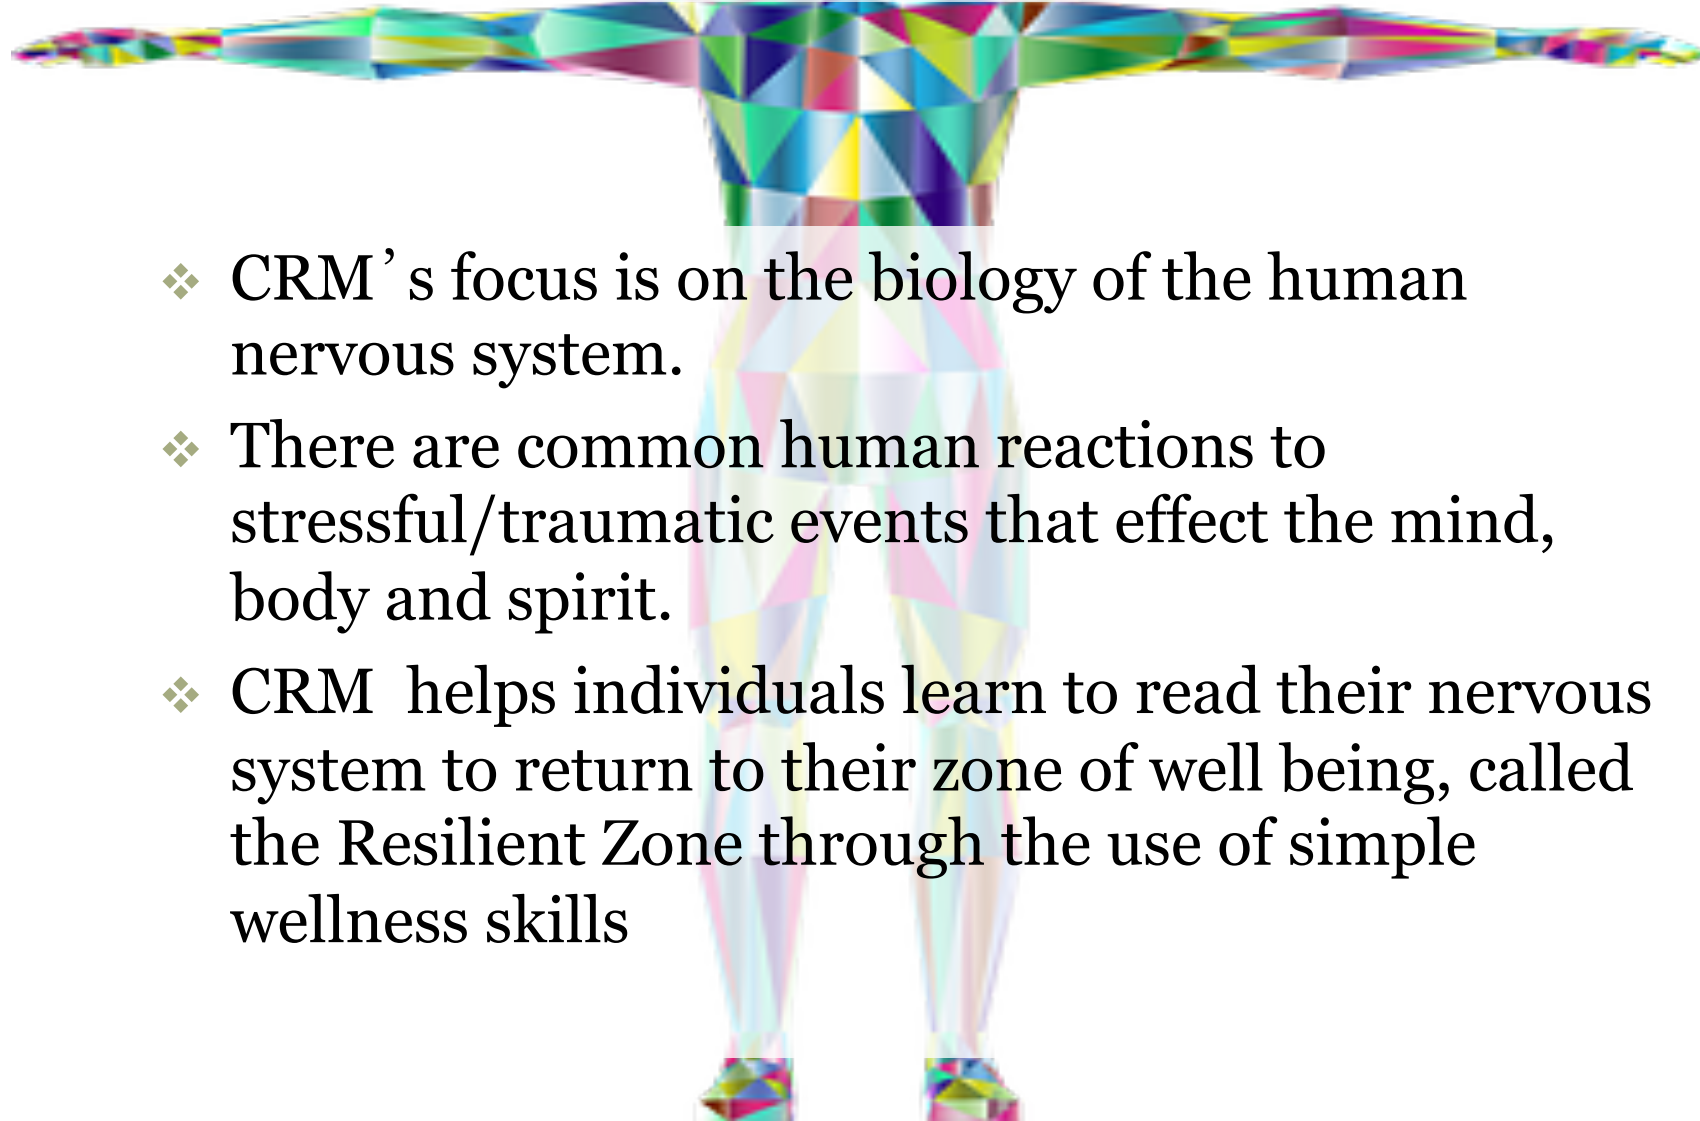 ❖ CRM’s focus is on the biology of the human
nervous system.
❖ There are common human reactions to
stressful/traumatic events that effect the mind,
body and spirit.
❖ CRM helps individuals learn to read their nervous
system to return to their zone of well being, called
the Resilient Zone through the use of simple
wellness skills